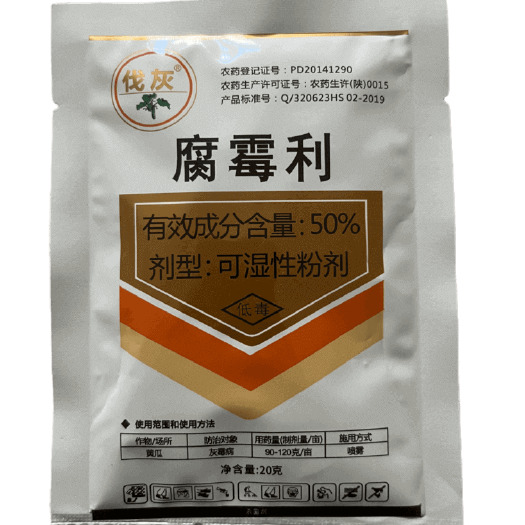 伐灰®
农药登记证号：PD20141290
农药生产许可证号：农药生许(陕)0015
产品标准号：Q/320623HS 02-2019
腐霉利
有效成分含量：50%
剂型：可湿性粉剂
低毒
◆ 使用范围和使用方法
作物/场所 防治对象 用药量(制剂量/亩) 施用方式
黄瓜 灰霉病 90-120克/亩 喷雾
净含量:20克
杀菌剂